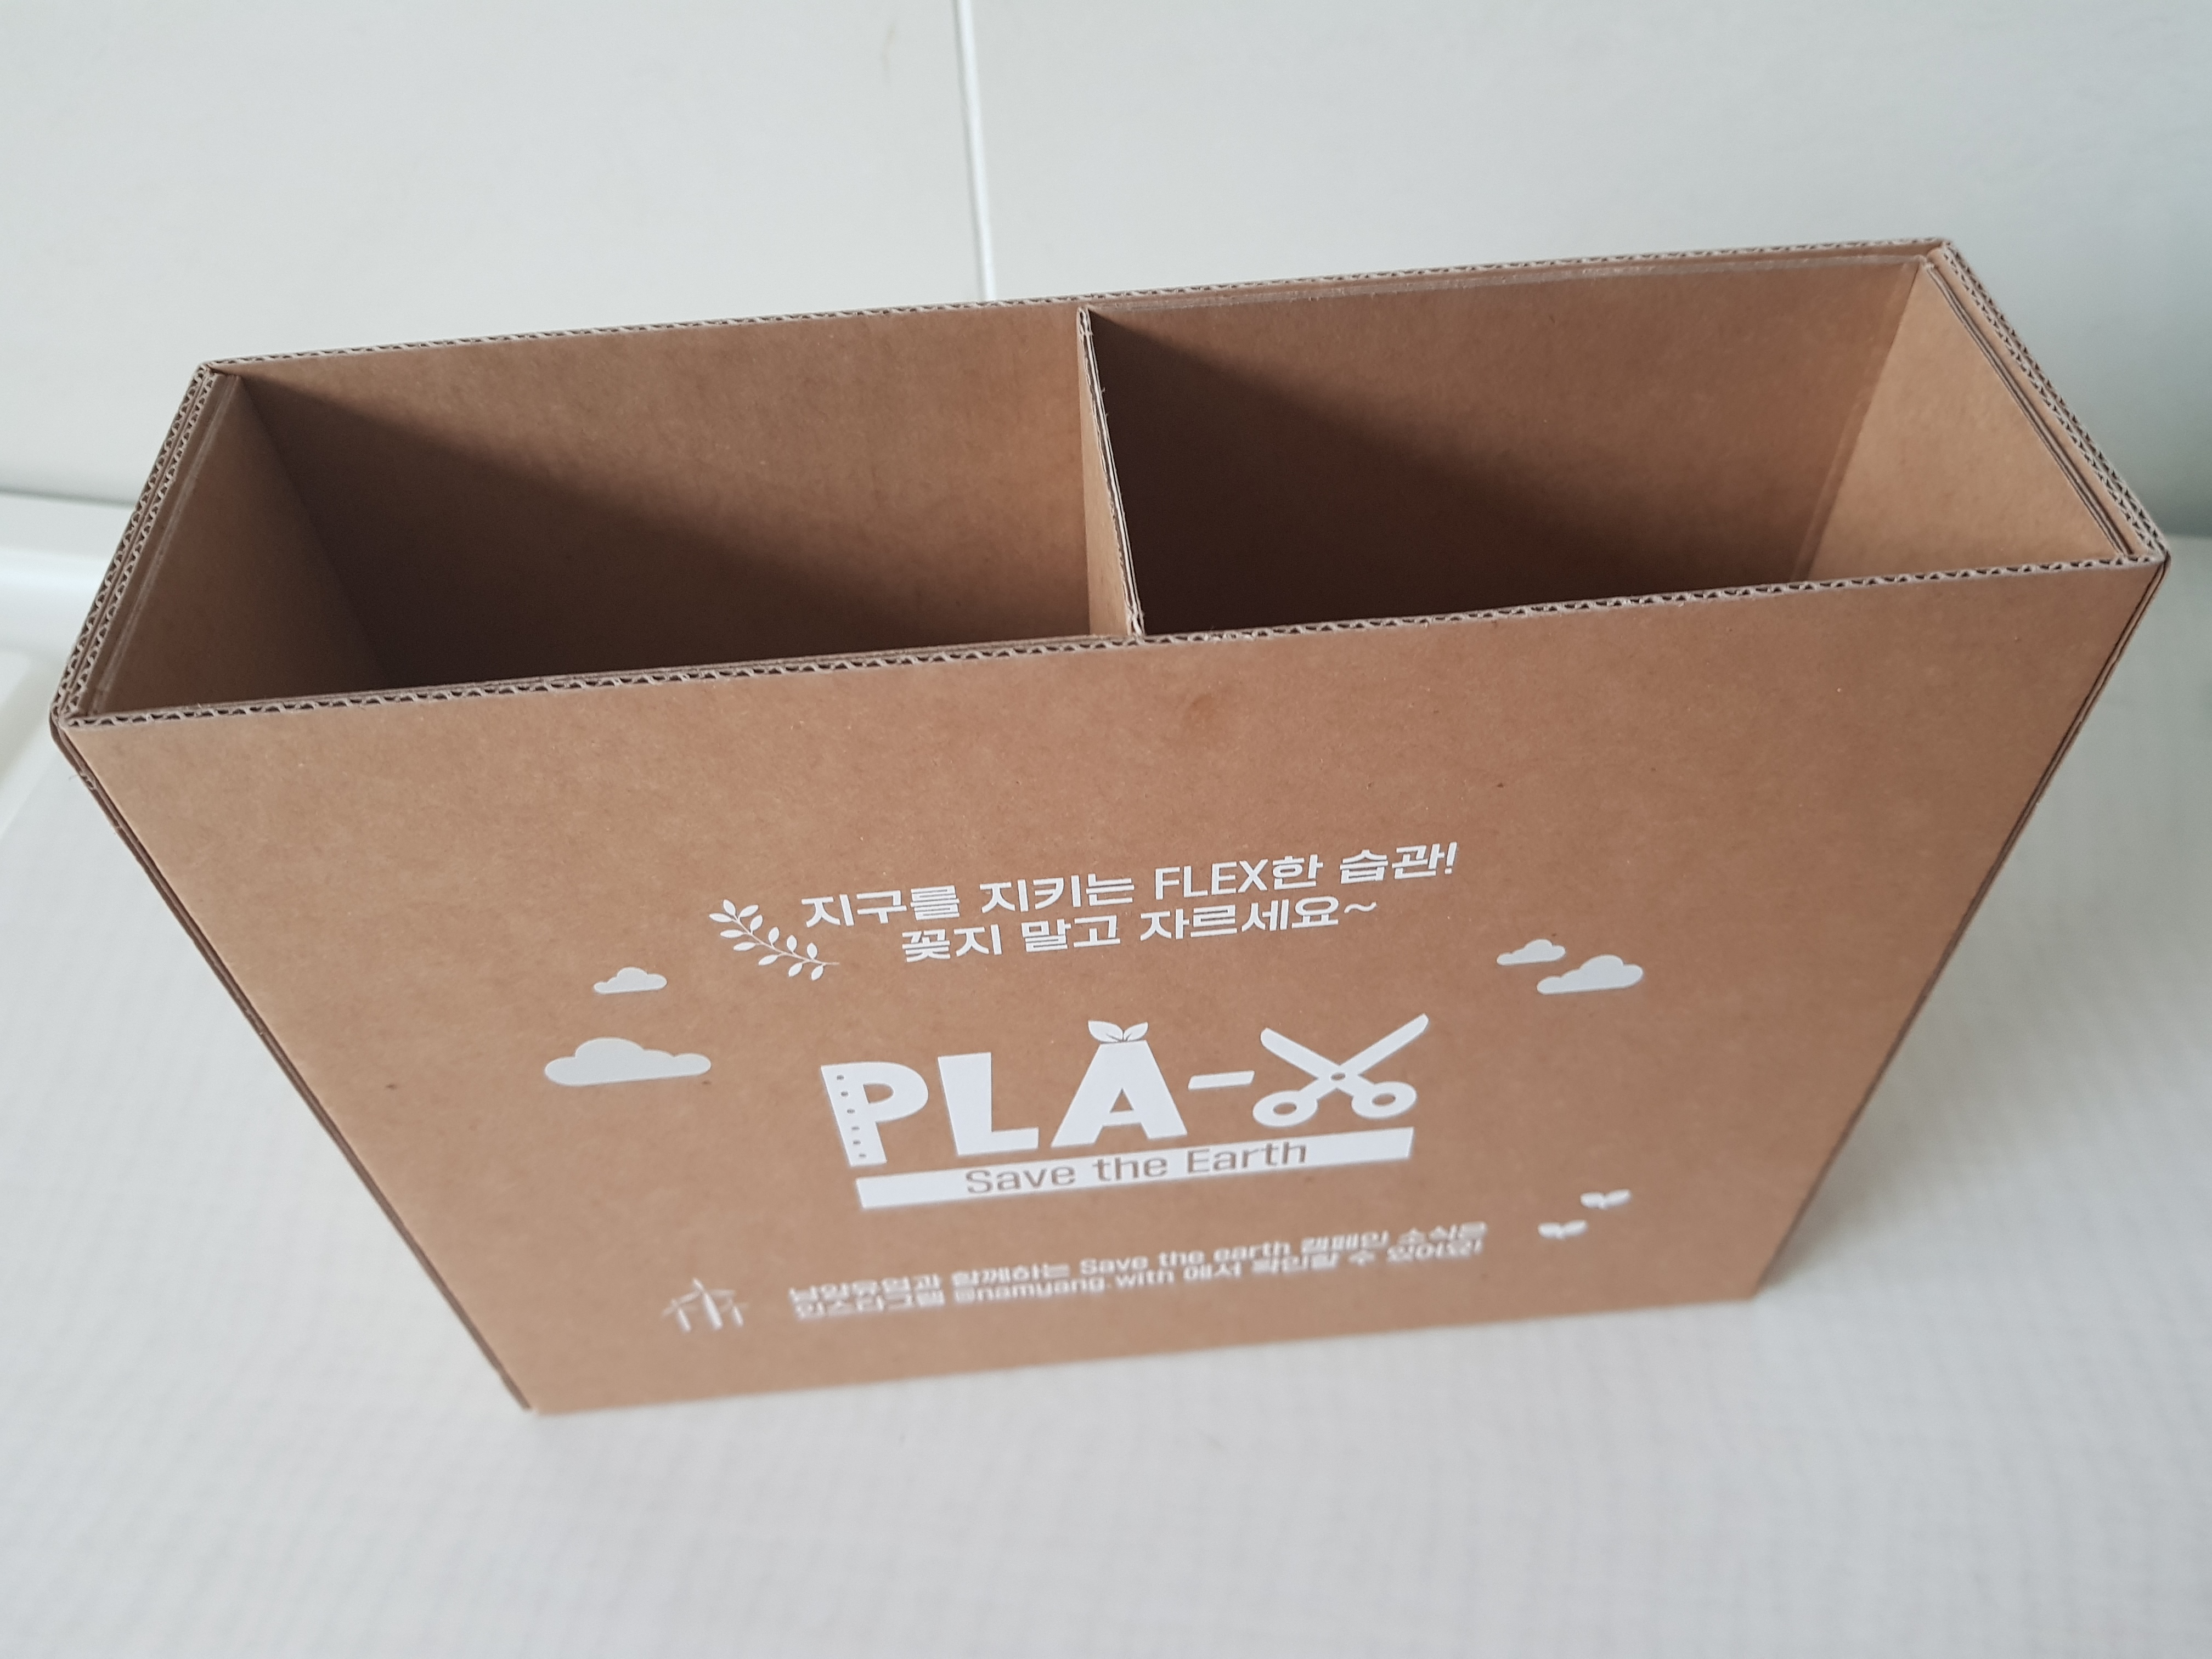 지구를 지키는 FLEX한 습관!
꽂지 말고 자르세요~
PLA-X
Save the Earth
남양유업과 함께하는 Save the earth 캠페인 소식은
인스타그램 @namyang.with 에서 확인할 수 있어요!